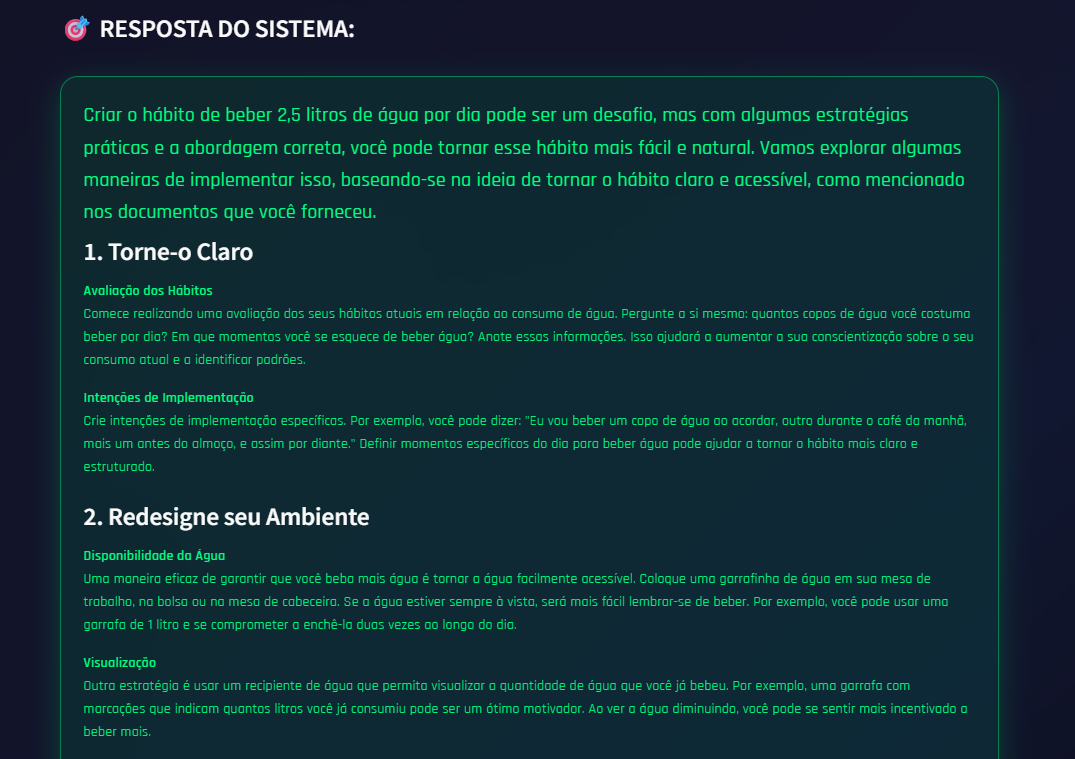 RESPOSTA DO SISTEMA:
Criar o hábito de beber 2,5 litros de água por dia pode ser um desafio, mas com algumas estratégias
práticas e a abordagem correta, você pode tornar esse hábito mais fácil e natural. Vamos explorar algumas
maneiras de implementar isso, baseando-se na ideia de tornar o hábito claro e acessível, como mencionado
nos documentos que você forneceu.
1. Torne-o Claro
Avaliação dos Hábitos
Comece realizando uma avaliação dos seus hábitos atuais em relação ao consumo de água. Pergunte a si mesmo: quantos copos de água você costuma
beber por dia? Em que momentos você se esquece de beber água? Anote essas informações. Isso ajudará a aumentar a sua conscientização sobre o seu
consumo atual e a identificar padrões.
Intenções de Implementação
Crie intenções de implementação específicas. Por exemplo, você pode dizer: "Eu vou beber um copo de água ao acordar, outro durante o café da manhã,
mais um antes do almoço, e assim por diante." Definir momentos específicos do dia para beber água pode ajudar a tornar o hábito mais claro e
estruturado.
2. Redesigne seu Ambiente
Disponibilidade da Água
Uma maneira eficaz de garantir que você beba mais água é tornar a água facilmente acessível. Coloque uma garrafinha de água em sua mesa de
trabalho, na bolsa ou na mesa de cabeceira. Se a água estiver sempre à vista, será mais fácil lembrar-se de beber. Por exemplo, você pode usar uma
garrafa de 1 litro e se comprometer a enchê-la duas vezes ao longo do dia.
Visualização
Outra estratégia é usar um recipiente de água que permita visualizar a quantidade de água que você já bebeu. Por exemplo, uma garrafa com
marcações que indicam quantos litros você já consumiu pode ser um ótimo motivador. Ao ver a água diminuindo, você pode se sentir mais incentivado a
beber mais.